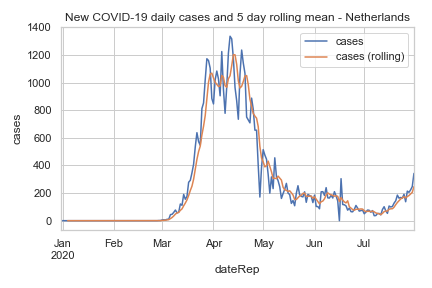 New COVID-19 daily cases and 5 day rolling mean - Netherlands
1400
1200
1000
800
600
400
200
0
cases
cases
cases (rolling)
Jan Feb Mar Apr May Jun Jul
2020
dateRep